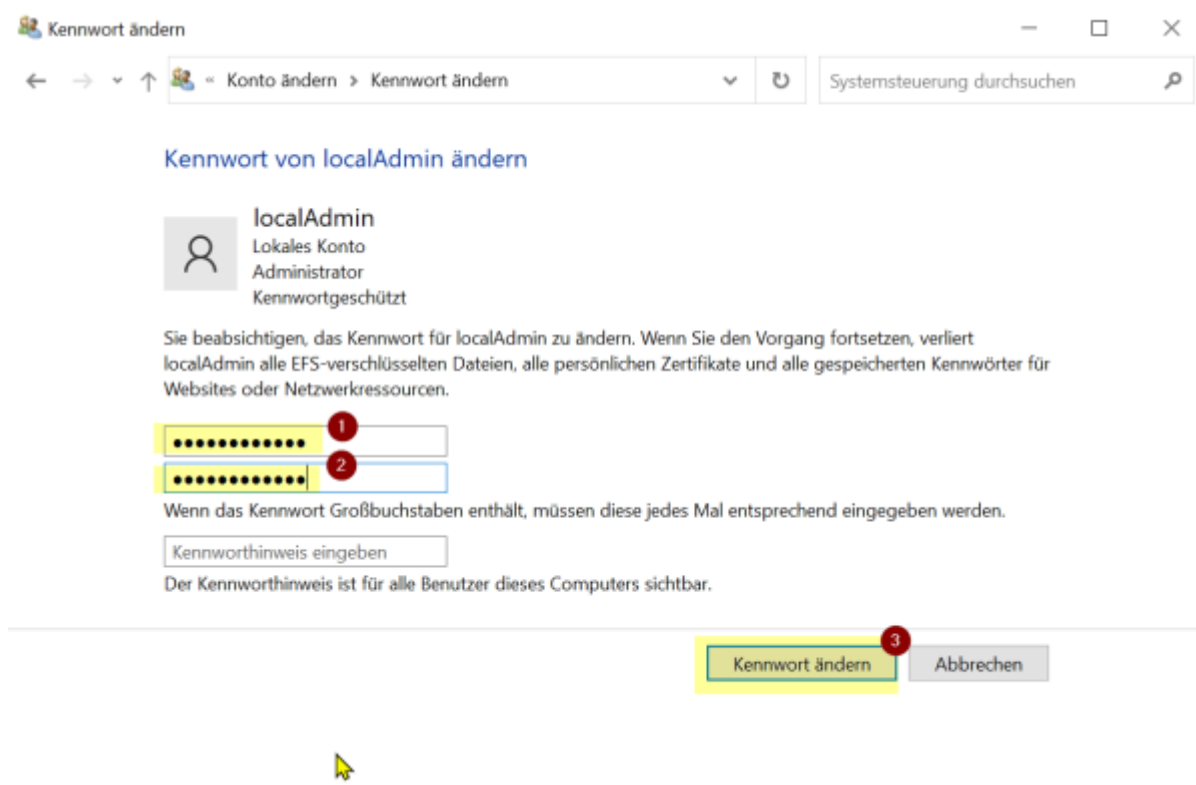 Kennwort ändern
« Konto ändern > Kennwort ändern
Systemsteuerung durchsuchen
Kennwort von localAdmin ändern
localAdmin
Lokales Konto
Administrator
Kennwortgeschützt
Sie beabsichtigen, das Kennwort für localAdmin zu ändern. Wenn Sie den Vorgang fortsetzen, verliert
localAdmin alle EFS-verschlüsselten Dateien, alle persönlichen Zertifikate und alle gespeicherten Kennwörter für
Websites oder Netzwerkressourcen.
●●●●●●●●●●●● 1
●●●●●●●●●●●● 2
Wenn das Kennwort Großbuchstaben enthält, müssen diese jedes Mal entsprechend eingegeben werden.
Kennworthinweis eingeben
Der Kennworthinweis ist für alle Benutzer dieses Computers sichtbar.
3
Kennwort ändern Abbrechen